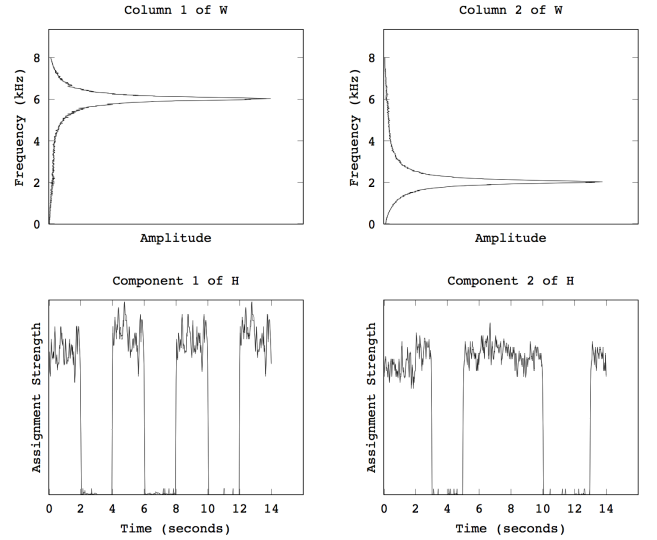 Column 1 of W
Column 2 of W
Frequency (kHz)
8
6
4
2
0
Amplitude
Frequency (kHz)
8
6
4
2
0
Amplitude
Component 1 of H
Component 2 of H
Assignment Strength
0 2 4 6 8 10 12 14 16
Time (seconds)
Assignment Strength
0 2 4 6 8 10 12 14 16
Time (seconds)